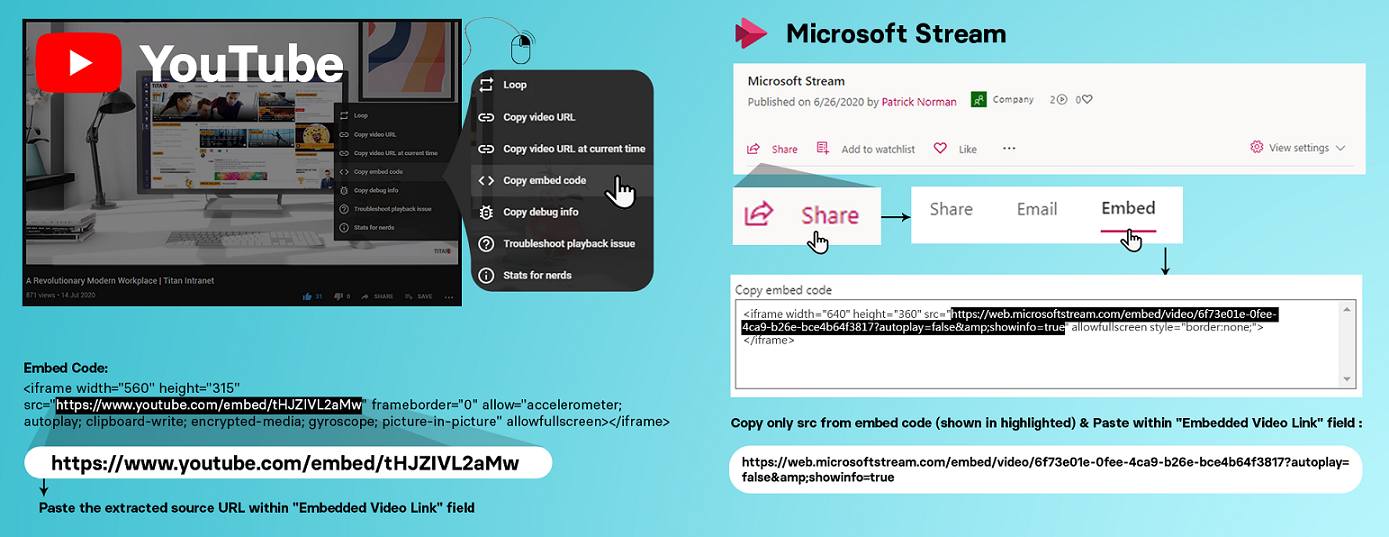 YouTube
TITAN
Loop
Copy video URL
Copy video URL at current time
Copy embed code
Copy debug info
Troubleshoot playback issue
Stats for nerds
TITAN
A Revolutionary Modern Workplace | Titan Intranet
871 views • 14 Jul 2020
31
0
SHARE
SAVE
Loop
Copy video URL
Copy video URL at current time
Copy embed code
Copy debug info
Troubleshoot playback issue
Stats for nerds
Embed Code:
<iframe width="560" height="315"
src="https://www.youtube.com/embed/tHJZIVL2aMw" frameborder="0" allow="accelerometer;
autoplay; clipboard-write; encrypted-media; gyroscope; picture-in-picture" allowfullscreen></iframe>
https://www.youtube.com/embed/tHJZIVL2aMw
Paste the extracted source URL within "Embedded Video Link" field
Microsoft Stream
Microsoft Stream
Published on 6/26/2020 by Patrick Norman
Company
2
0
Share
Add to watchlist
Like
View settings
Share
Share
Email
Embed
Copy embed code
<iframe width="640" height="360" src="https://web.microsoftstream.com/embed/video/6f73e01e-0fee-
4ca9-b26e-bce4b64f3817?autoplay=false&amp;showinfo=true" allowfullscreen style="border:none;">
</iframe>
Copy only src from embed code (shown in highlighted) & Paste within "Embedded Video Link" field :
https://web.microsoftstream.com/embed/video/6f73e01e-0fee-4ca9-b26e-bce4b64f3817?autoplay=
false&amp;showinfo=true